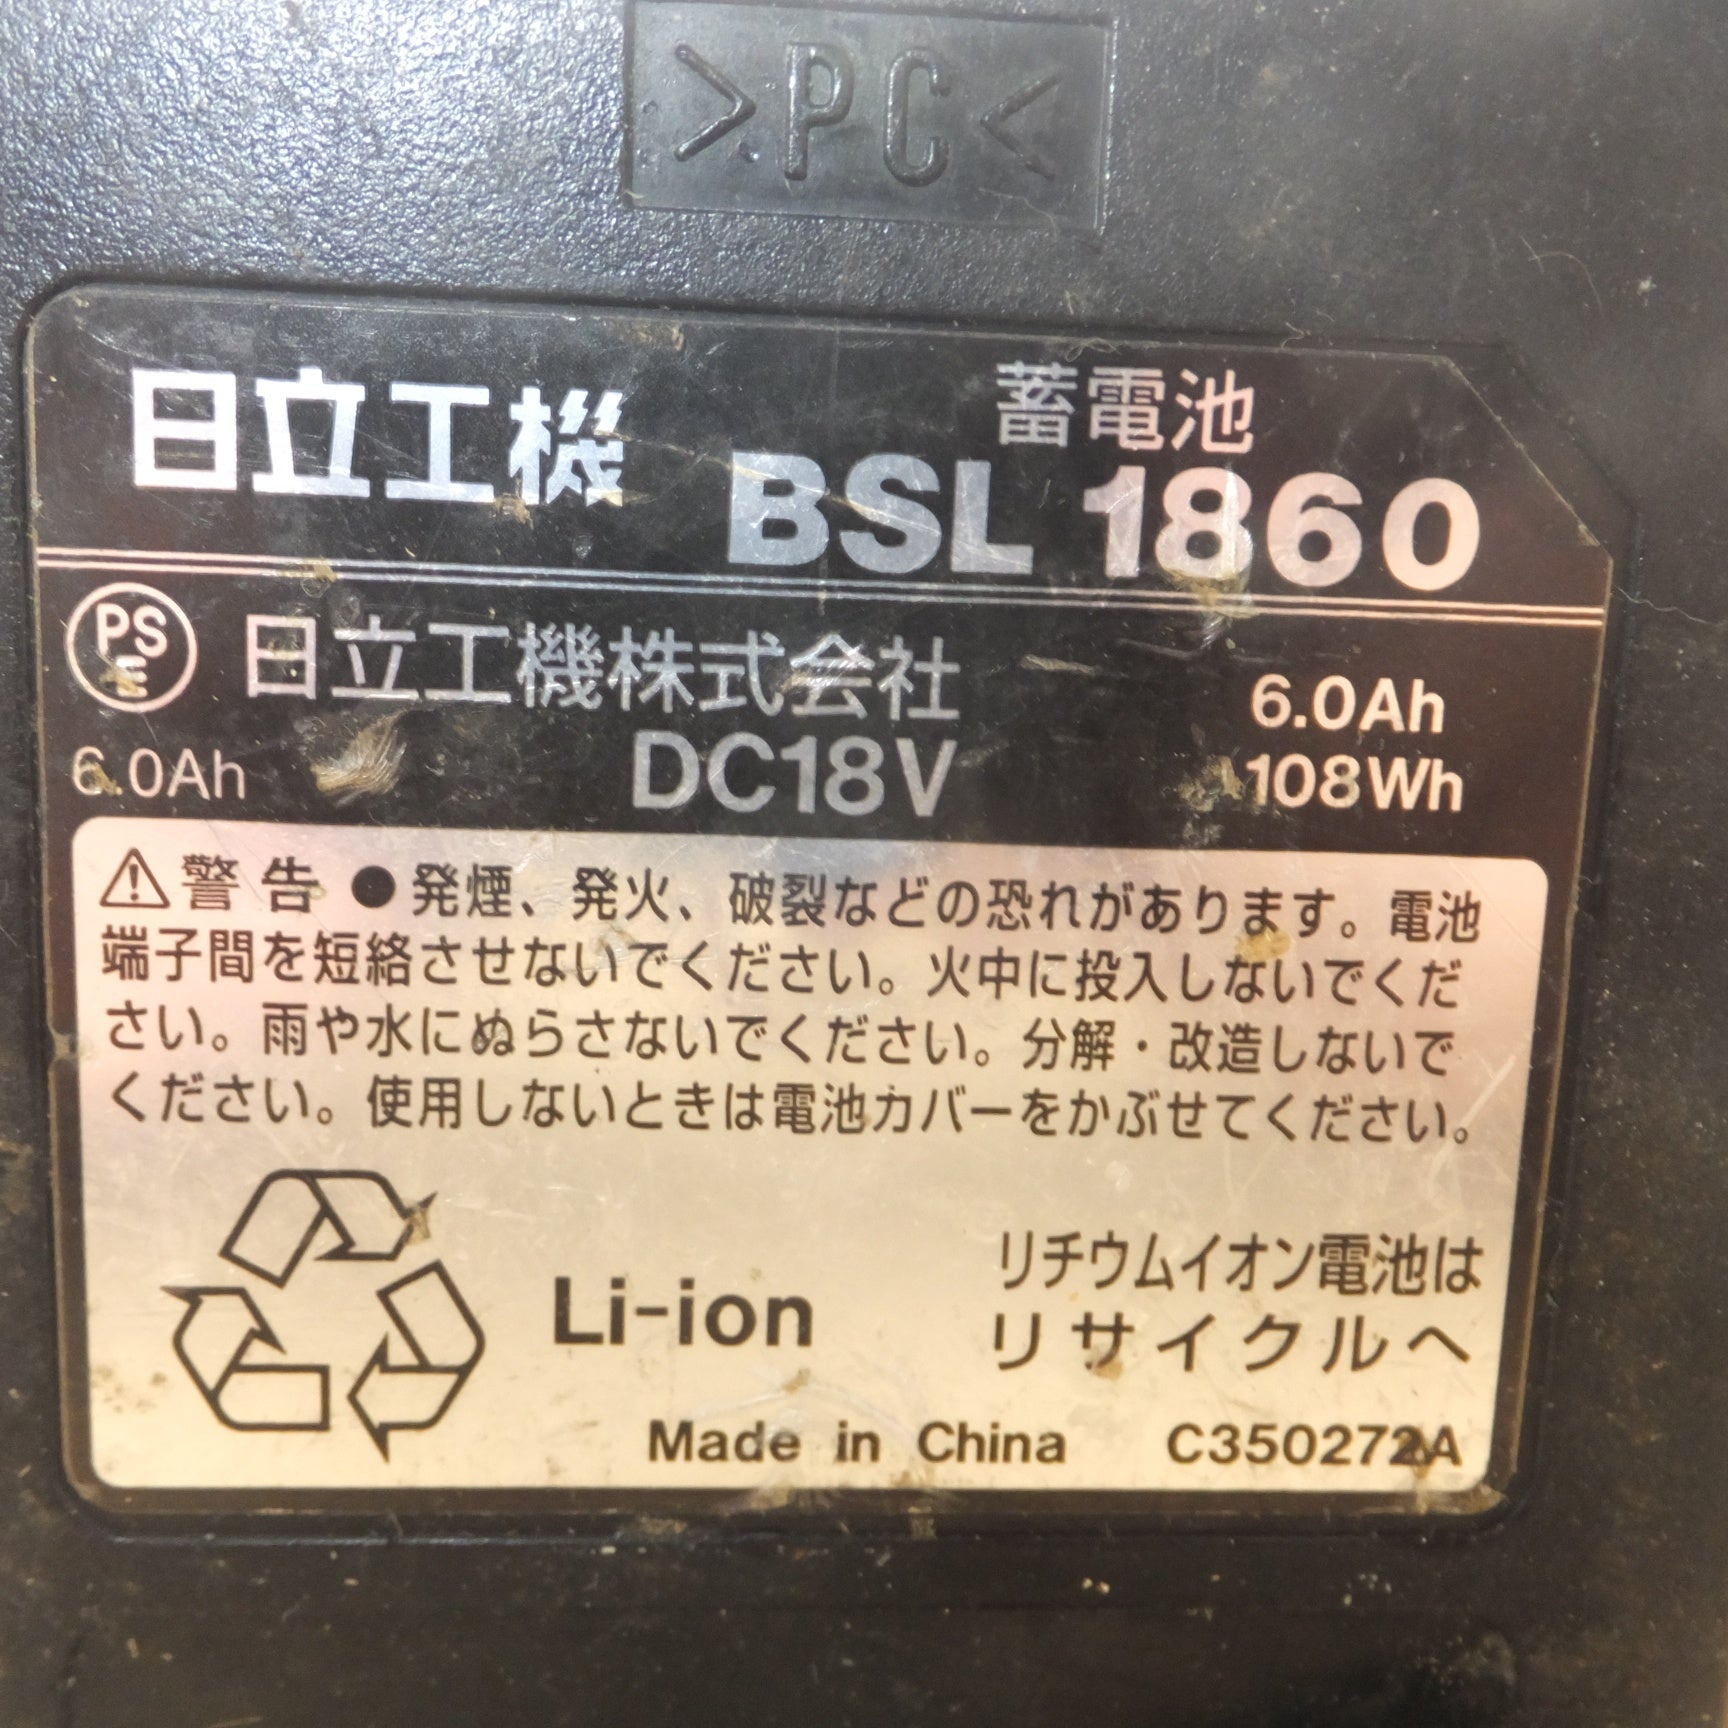 >PC<
日立工機
蓄電池
BSL 1860
PS
E
日立工機株式会社
6.0Ah
6.0Ah
DC18V
108Wh
⚠警告 ●発煙、発火、破裂などの恐れがあります。電池
端子間を短絡させないでください。火中に投入しないでくだ
さい。雨や水にぬらさないでください。分解・改造しないで
ください。使用しないときは電池カバーをかぶせてください。
Li-ion
リチウムイオン電池は
リサイクルへ
Made in China
C350272A